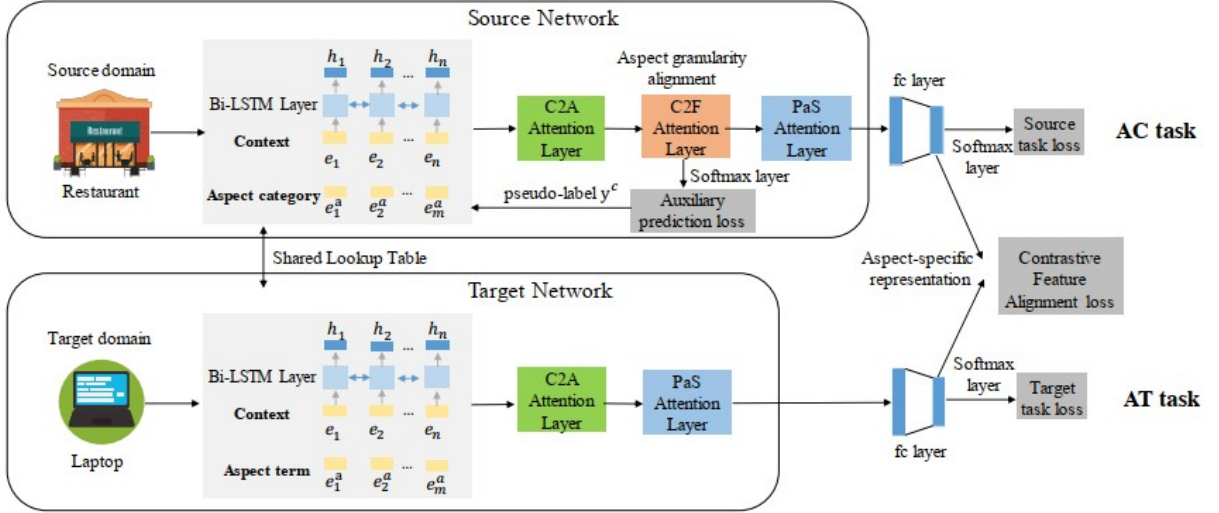 Source Network
Source domain
Restaurant
Restaurant
h₁ h₂ ... hₙ
Bi-LSTM Layer
Context
e₁ e₂ ... eₙ
Aspect category
e₁ᵃ e₂ᵃ ... eₘᵃ
C2A
Attention
Layer
Aspect granularity
alignment
C2F
Attention
Layer
PaS
Attention
Layer
Softmax layer
pseudo-label yᶜ
Auxiliary
prediction loss
fc layer
Softmax
layer
Source
task loss
AC task
Shared Lookup Table
Aspect-specific
representation
Contrastive
Feature
Alignment loss
Target Network
Target domain
Laptop
h₁ h₂ ... hₙ
Bi-LSTM Layer
Context
e₁ e₂ ... eₙ
Aspect term
e₁ᵃ e₂ᵃ ... eₘᵃ
C2A
Attention
Layer
PaS
Attention
Layer
fc layer
Softmax
layer
Target
task loss
AT task